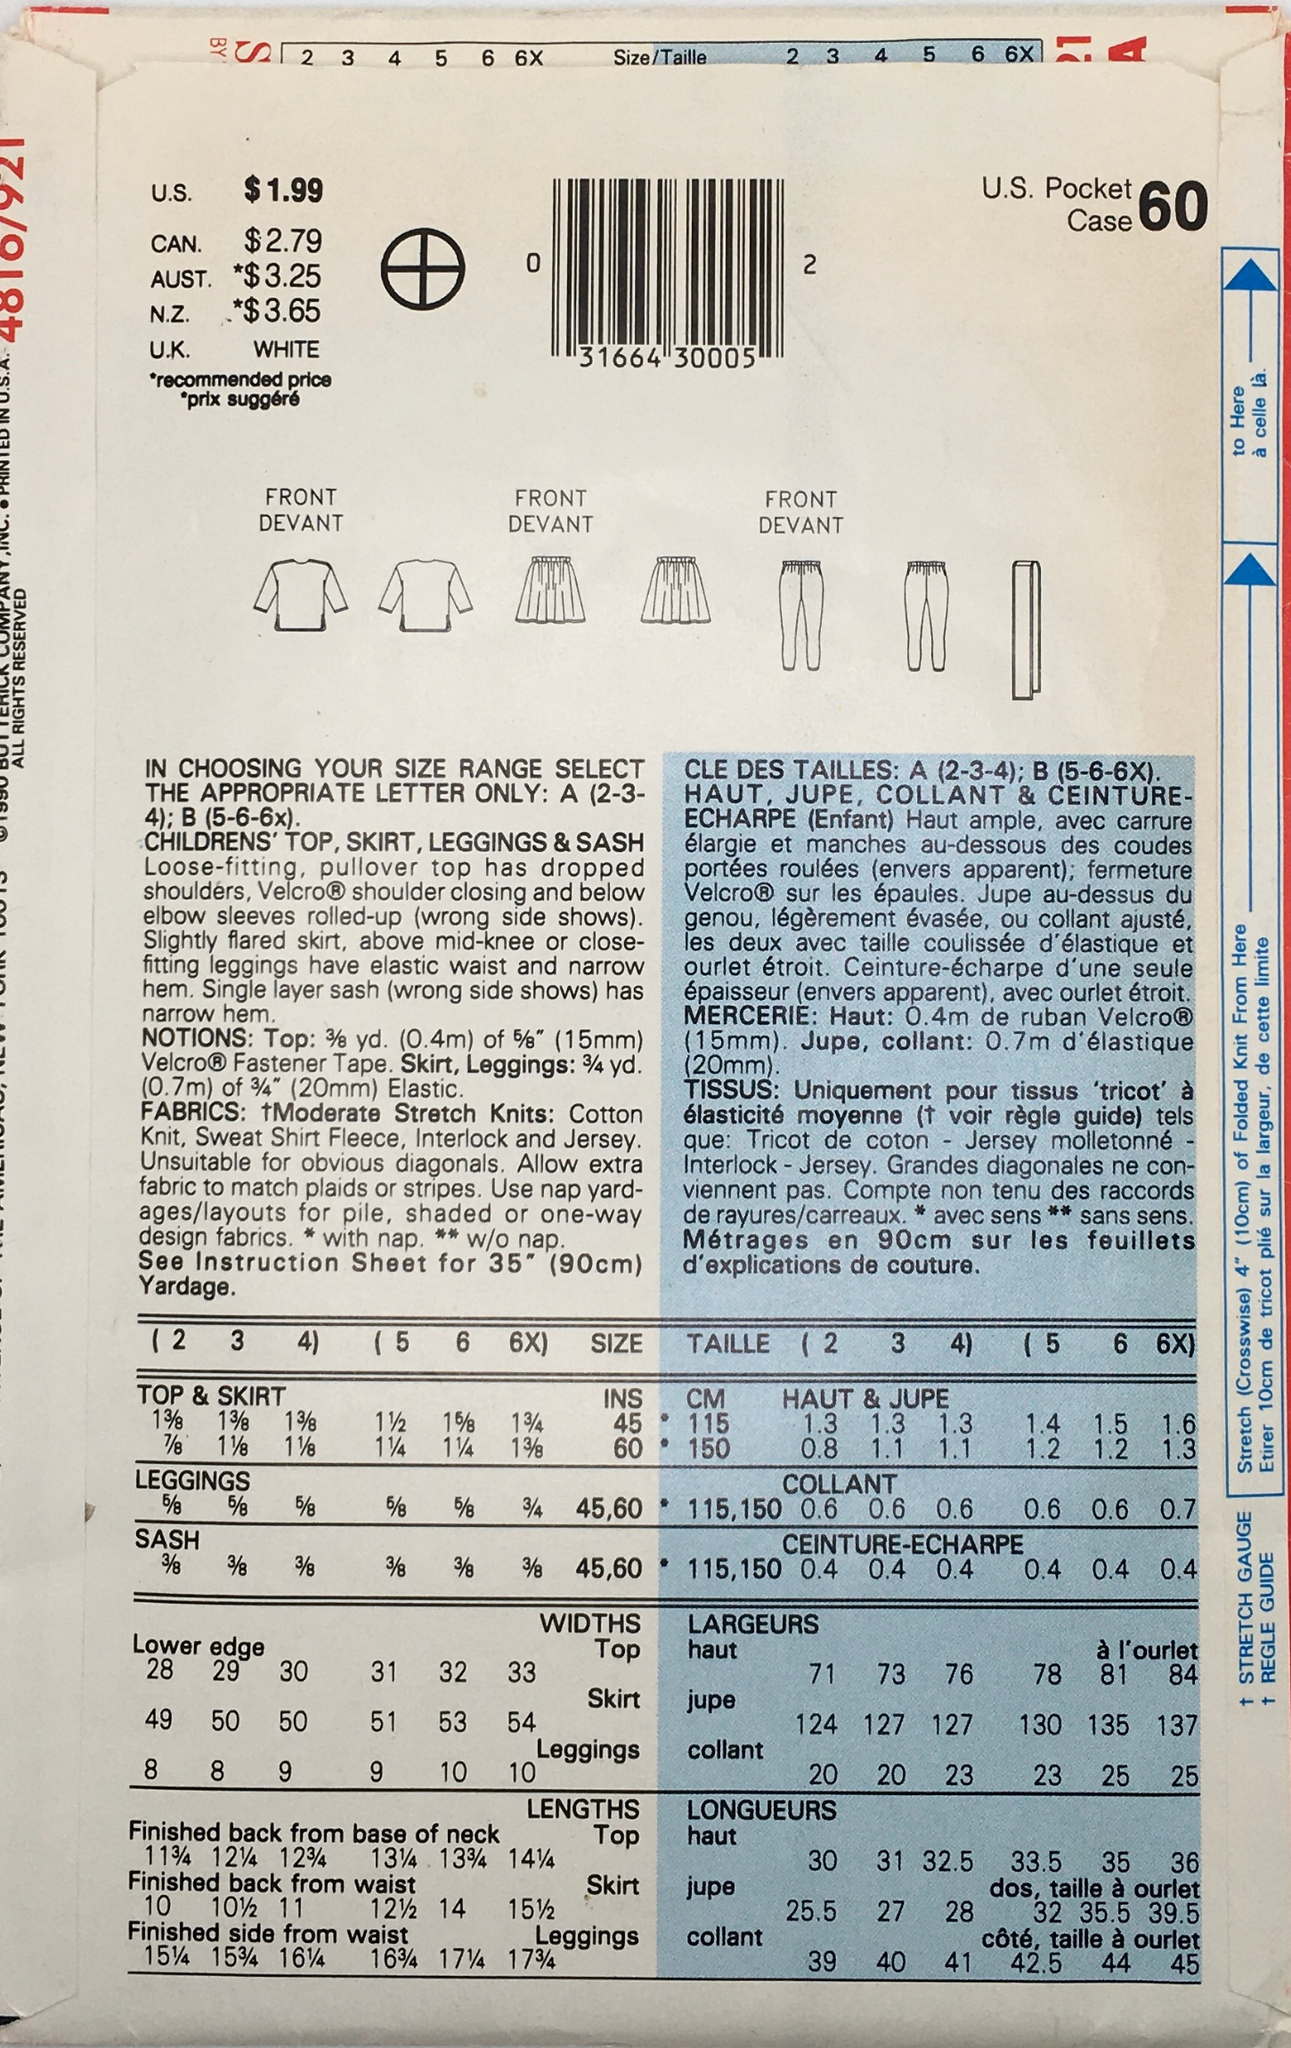 S
BY
2 3 4 5 6 6X Size/Taille 2 3 4 5 6 6X
A
4816/921
©1990 BUTTERICK COMPANY, INC. • PRINTED IN U.S.A.
ALL RIGHTS RESERVED
U.S. $1.99
CAN. $2.79
AUST. *$3.25
N.Z. *$3.65
U.K. WHITE
*recommended price
*prix suggéré
0 31664 30005 2
U.S. Pocket
Case 60
FRONT
DEVANT
FRONT
DEVANT
FRONT
DEVANT
IN CHOOSING YOUR SIZE RANGE SELECT
THE APPROPRIATE LETTER ONLY: A (2-3-
4); B (5-6-6x).
CHILDRENS' TOP, SKIRT, LEGGINGS & SASH
Loose-fitting, pullover top has dropped
shoulders, Velcro® shoulder closing and below
elbow sleeves rolled-up (wrong side shows).
Slightly flared skirt, above mid-knee or close-
fitting leggings have elastic waist and narrow
hem. Single layer sash (wrong side shows) has
narrow hem.
NOTIONS: Top: ⅜ yd. (0.4m) of ⅝" (15mm)
Velcro® Fastener Tape. Skirt, Leggings: ¾ yd.
(0.7m) of ¾" (20mm) Elastic.
FABRICS: †Moderate Stretch Knits: Cotton
Knit, Sweat Shirt Fleece, Interlock and Jersey.
Unsuitable for obvious diagonals. Allow extra
fabric to match plaids or stripes. Use nap yard-
ages/layouts for pile, shaded or one-way
design fabrics. * with nap. ** w/o nap.
See Instruction Sheet for 35" (90cm)
Yardage.
CLE DES TAILLES: A (2-3-4); B (5-6-6X).
HAUT, JUPE, COLLANT & CEINTURE-
ECHARPE (Enfant) Haut ample, avec carrure
élargie et manches au-dessous des coudes
portées roulées (envers apparent); fermeture
Velcro® sur les épaules. Jupe au-dessus du
genou, légèrement évasée, ou collant ajusté,
les deux avec taille coulissée d'élastique et
ourlet étroit. Ceinture-écharpe d'une seule
épaisseur (envers apparent), avec ourlet étroit.
MERCERIE: Haut: 0.4m de ruban Velcro®
(15mm). Jupe, collant: 0.7m d'élastique
(20mm).
TISSUS: Uniquement pour tissus 'tricot' à
élasticité moyenne († voir règle guide) tels
que: Tricot de coton - Jersey molletonné -
Interlock - Jersey. Grandes diagonales ne con-
viennent pas. Compte non tenu des raccords
de rayures/carreaux. * avec sens ** sans sens.
Métrages en 90cm sur les feuillets
d'explications de couture.
( 2 3 4) ( 5 6 6X) SIZE TAILLE ( 2 3 4) ( 5 6 6X)
TOP & SKIRT INS CM HAUT & JUPE
1⅜ 1⅜ 1⅜ 1½ 1⅝ 1¾ 45 * 115 1.3 1.3 1.3 1.4 1.5 1.6
⅞ 1⅛ 1⅛ 1¼ 1¼ 1⅜ 60 * 150 0.8 1.1 1.1 1.2 1.2 1.3
LEGGINGS COLLANT
⅝ ⅝ ⅝ ⅝ ⅝ ¾ 45,60 * 115,150 0.6 0.6 0.6 0.6 0.6 0.7
SASH CEINTURE-ECHARPE
⅜ ⅜ ⅜ ⅜ ⅜ ⅜ 45,60 * 115,150 0.4 0.4 0.4 0.4 0.4 0.4
WIDTHS LARGEURS
Lower edge Top haut à l'ourlet
28 29 30 31 32 33 71 73 76 78 81 84
Skirt jupe
49 50 50 51 53 54 124 127 127 130 135 137
Leggings collant
8 8 9 9 10 10 20 20 23 23 25 25
LENGTHS LONGUEURS
Finished back from base of neck Top haut
11¾ 12¼ 12¾ 13¼ 13¾ 14¼ 30 31 32.5 33.5 35 36
Finished back from waist Skirt jupe dos, taille à ourlet
10 10½ 11 12½ 14 15½ 25.5 27 28 32 35.5 39.5
Finished side from waist Leggings collant côté, taille à ourlet
15¼ 15¾ 16¼ 16¾ 17¼ 17¾ 39 40 41 42.5 44 45
to Here
à celle là.
Stretch (Crosswise) 4" (10cm) of Folded Knit From Here
Etirer 10cm de tricot plié sur la largeur, de cette limite
† STRETCH GAUGE
† REGLE GUIDE